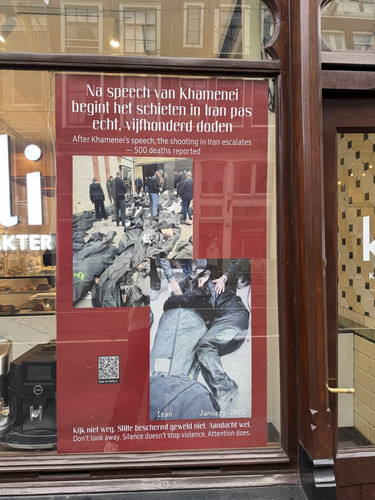 Na speech van Khamenei
begint het schieten in Iran pas
echt, vijfhonderd doden
After Khamenei's speech, the shooting in Iran escalates
— 500 deaths reported
li
KTER
k
Iran January 2026
Kijk niet weg. Stilte beschermt geweld niet. Aandacht wel.
Don't look away. Silence doesn't stop violence. Attention does.